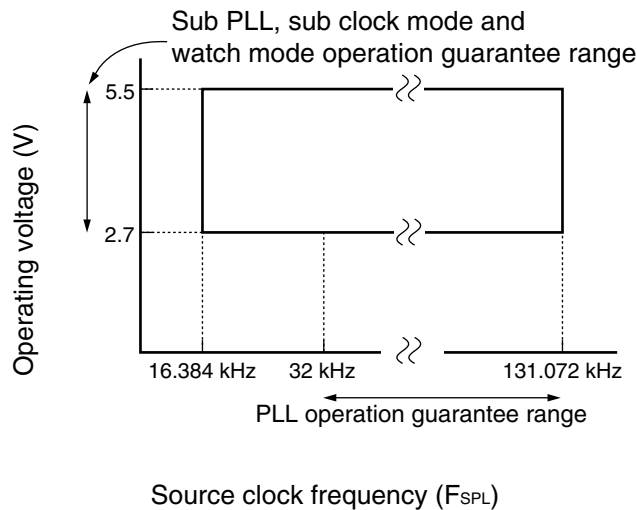 Sub PLL, sub clock mode and
watch mode operation guarantee range
5.5
Operating voltage (V)
2.7
16.384 kHz
32 kHz
131.072 kHz
PLL operation guarantee range
Source clock frequency (FSPL)